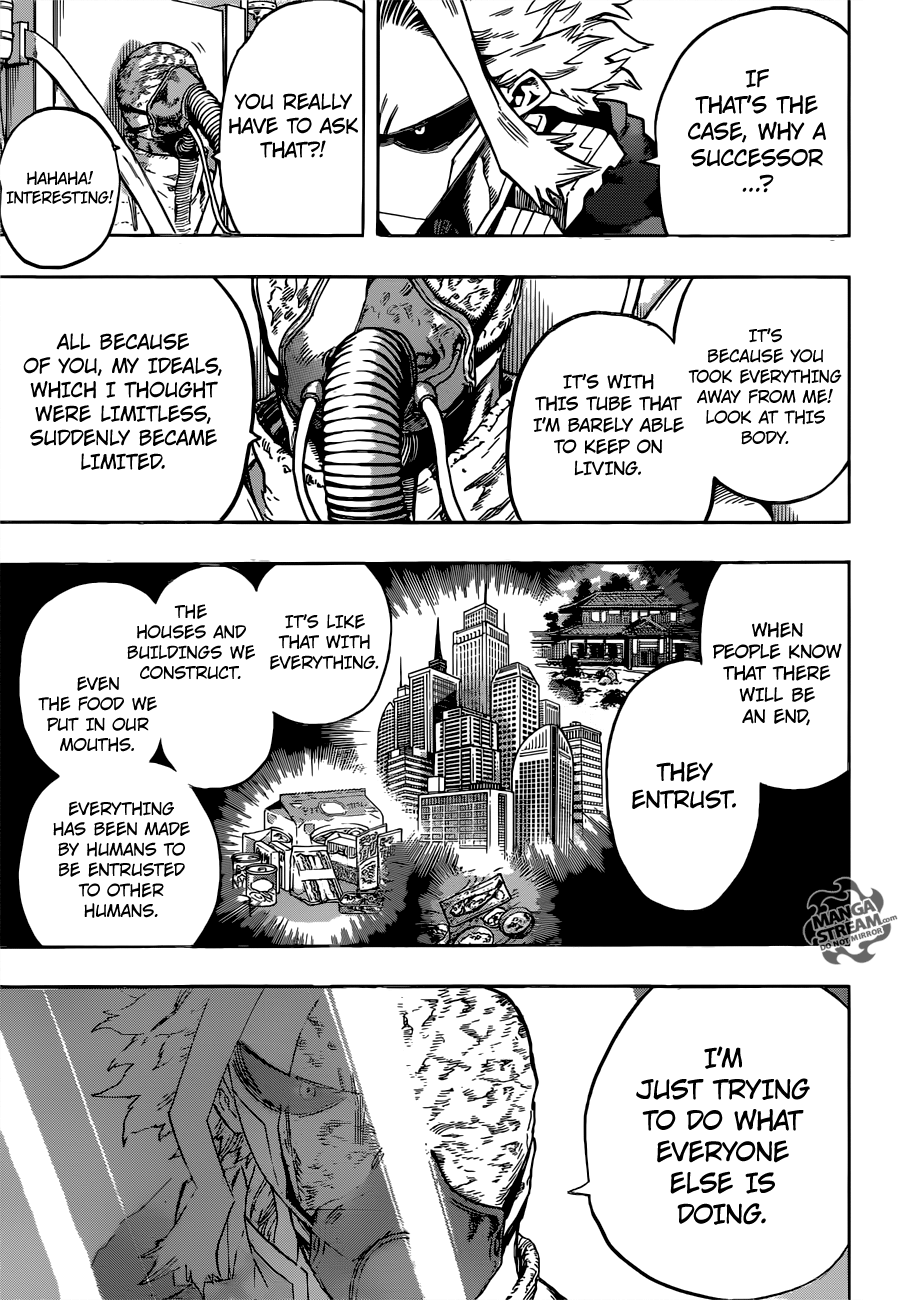 IF
THAT'S THE
CASE, WHY A
SUCCESSOR
...?
YOU REALLY
HAVE TO ASK
THAT?!
HAHAHA!
INTERESTING!
IT'S
BECAUSE YOU
TOOK EVERYTHING
AWAY FROM ME!
LOOK AT THIS
BODY.
IT'S WITH
THIS TUBE THAT
I'M BARELY ABLE
TO KEEP ON
LIVING.
ALL BECAUSE
OF YOU, MY IDEALS,
WHICH I THOUGHT
WERE LIMITLESS,
SUDDENLY BECAME
LIMITED.
WHEN
PEOPLE KNOW
THAT THERE
WILL BE
AN END,
THEY
ENTRUST.
IT'S LIKE
THAT WITH
EVERYTHING.
THE
HOUSES AND
BUILDINGS WE
CONSTRUCT.
EVEN
THE FOOD WE
PUT IN OUR
MOUTHS.
EVERYTHING
HAS BEEN MADE
BY HUMANS TO
BE ENTRUSTED
TO OTHER
HUMANS.
MANGA
STREAM.com
DO NOT MIRROR
I'M
JUST TRYING
TO DO WHAT
EVERYONE
ELSE IS
DOING.